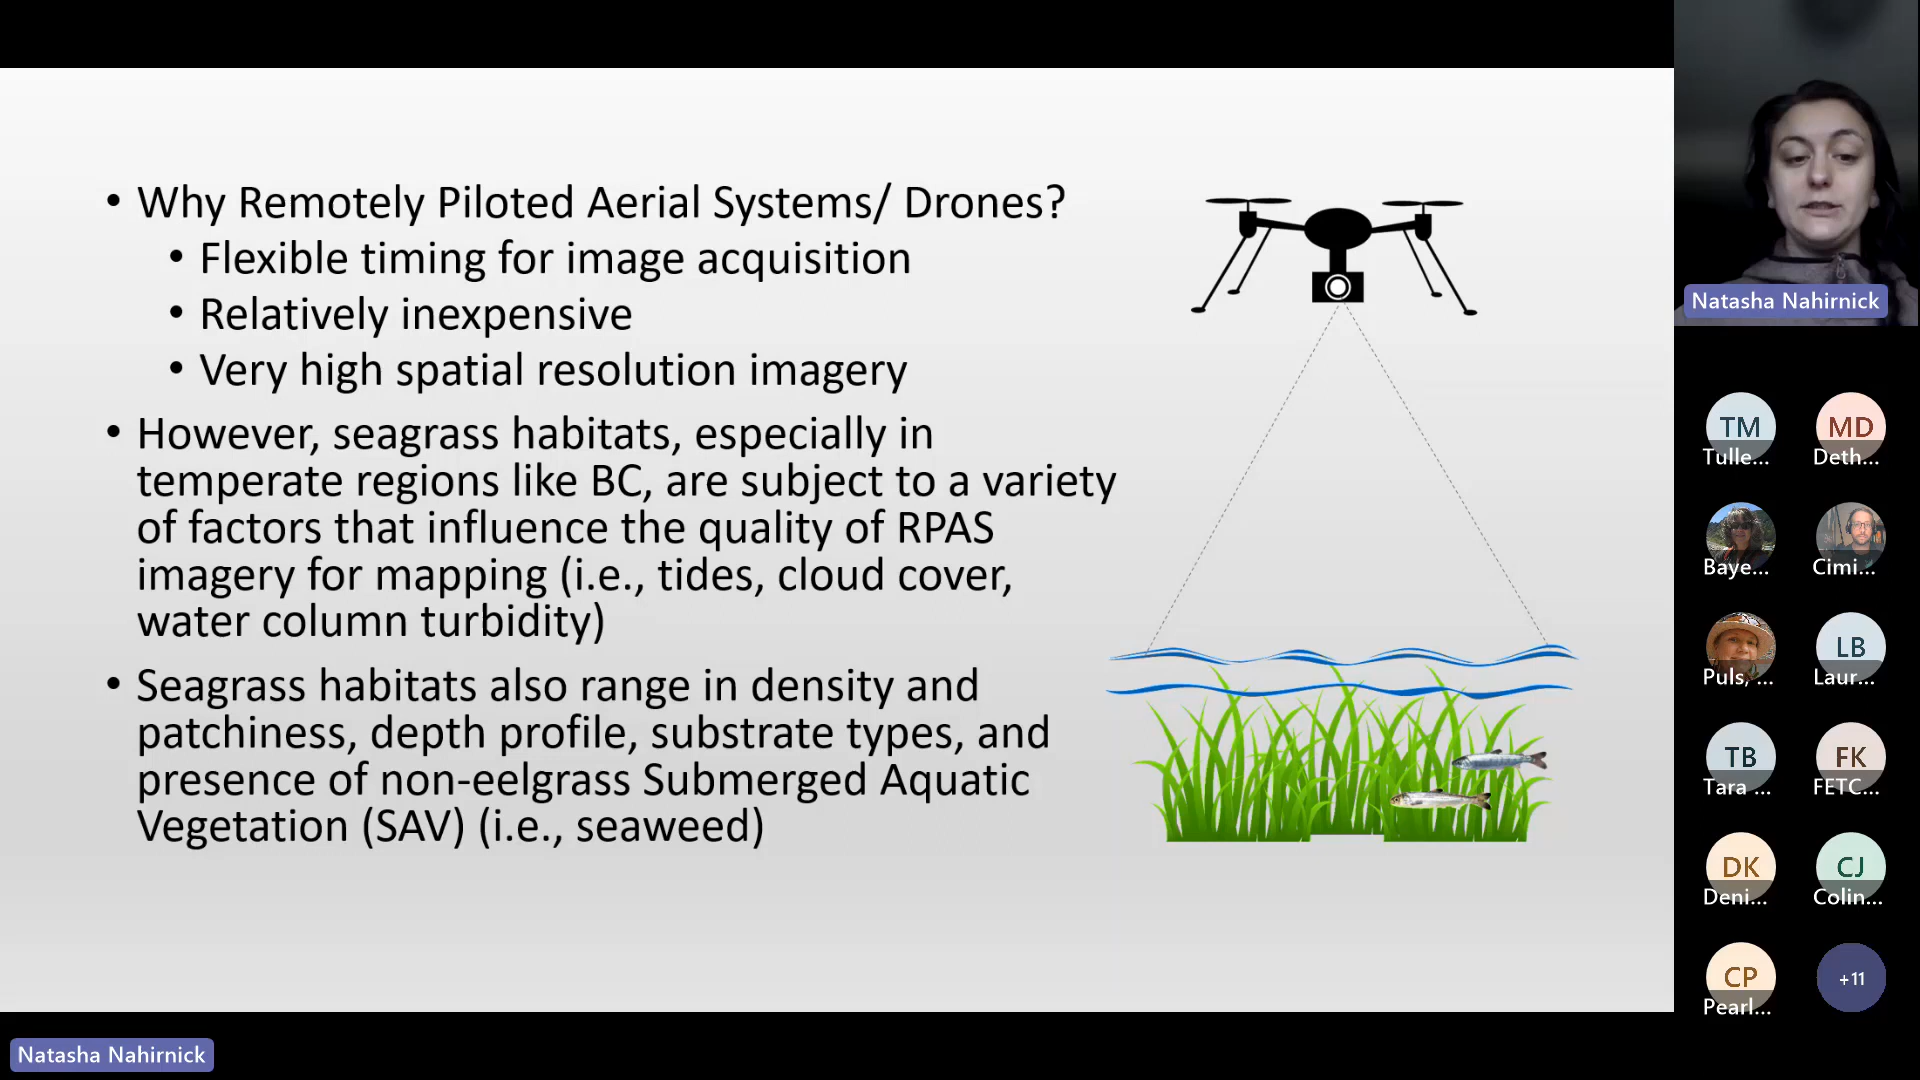 • Why Remotely Piloted Aerial Systems/ Drones?
• Flexible timing for image acquisition
• Relatively inexpensive
• Very high spatial resolution imagery
• However, seagrass habitats, especially in
temperate regions like BC, are subject to a variety
of factors that influence the quality of RPAS
imagery for mapping (i.e., tides, cloud cover,
water column turbidity)
• Seagrass habitats also range in density and
patchiness, depth profile, substrate types, and
presence of non-eelgrass Submerged Aquatic
Vegetation (SAV) (i.e., seaweed)
Natasha Nahirnick
TM
Tulle...
MD
Deth...
Baye...
Cimi...
Puls, ...
LB
Laur...
TB
Tara ...
FK
FETC...
DK
Deni...
CJ
Colin...
CP
Pearl...
+11
Natasha Nahirnick